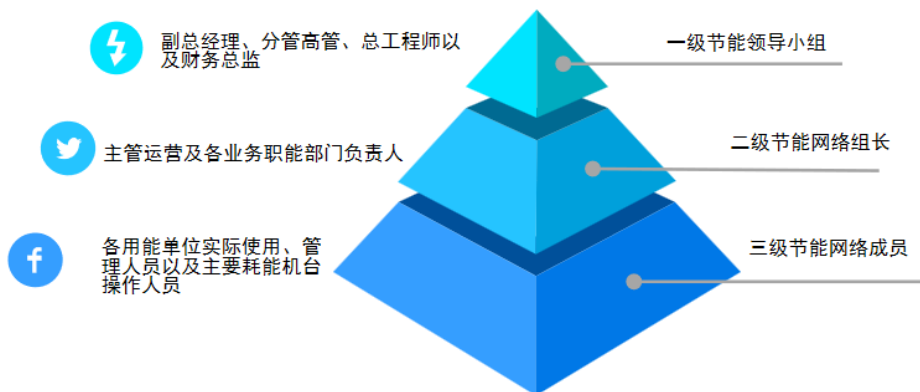 副总经理、分管高管、总工程师以
及财务总监
一级节能领导小组
主管运营及各业务职能部门负责人
二级节能网络组长
各用能单位实际使用、管
理人员以及主要耗能机台
操作人员
三级节能网络成员